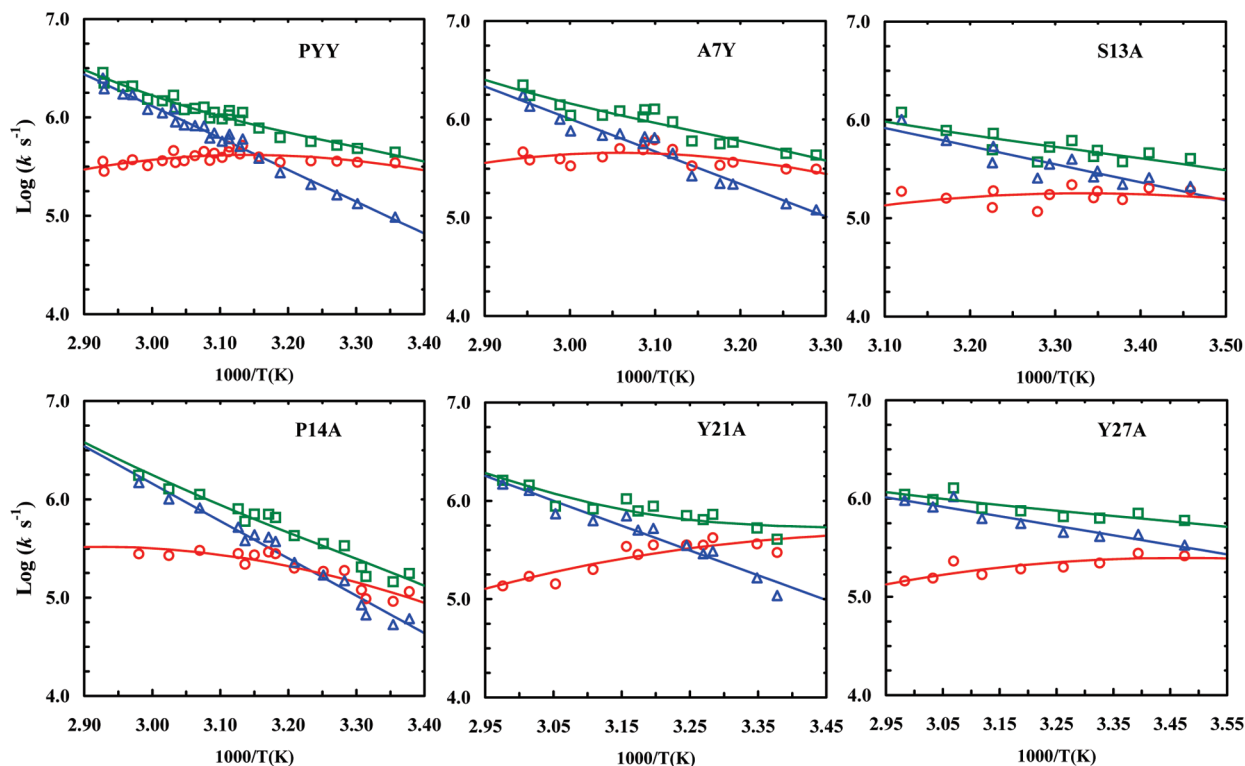 PYY
A7Y
S13A
Log (k s⁻¹)
7.0
6.0
5.0
4.0
7.0
6.0
5.0
4.0
7.0
6.0
5.0
4.0
2.90 3.00 3.10 3.20 3.30 3.40
2.90 3.00 3.10 3.20 3.30
3.10 3.20 3.30 3.40 3.50
1000/T(K)
1000/T(K)
1000/T(K)
P14A
Y21A
Y27A
Log (k s⁻¹)
7.0
6.0
5.0
4.0
7.0
6.0
5.0
4.0
7.0
6.0
5.0
4.0
2.90 3.00 3.10 3.20 3.30 3.40
2.95 3.05 3.15 3.25 3.35 3.45
2.95 3.05 3.15 3.25 3.35 3.45 3.55
1000/T(K)
1000/T(K)
1000/T(K)